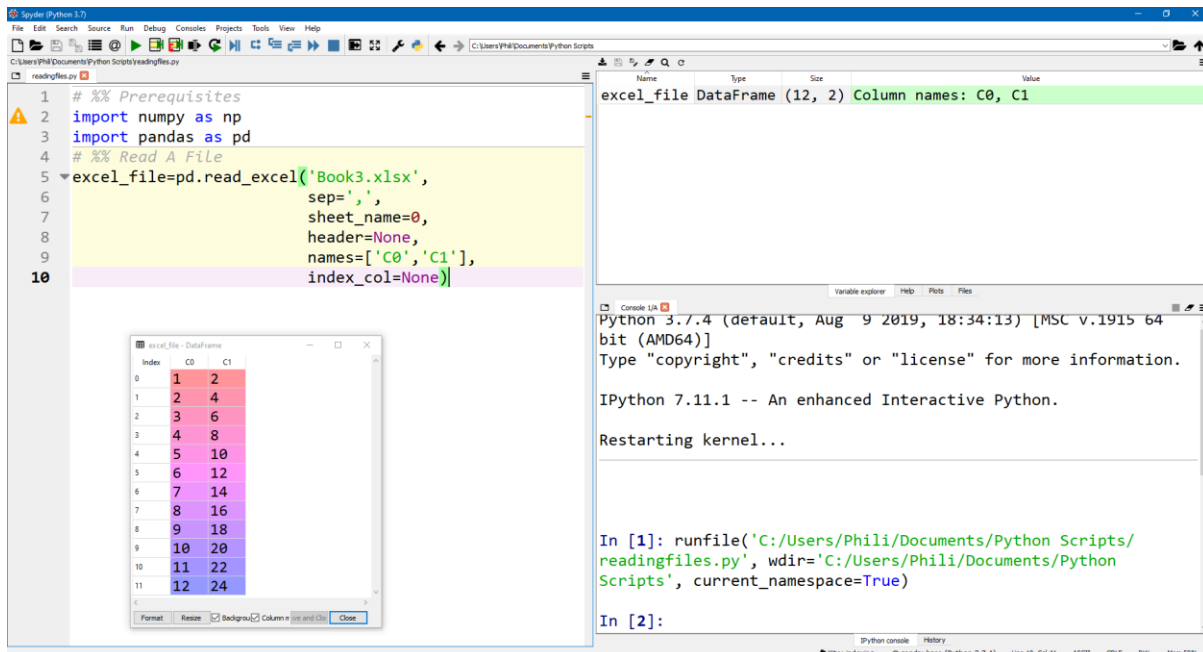 Spyder (Python 3.7)
File Edit Search Source Run Debug Consoles Projects Tools View Help
C:\Users\Phili\Documents\Python Scripts
C:\Users\Phili\Documents\Python Scripts\readingfiles.py
readingfiles.py
1 # %% Prerequisites
2 import numpy as np
3 import pandas as pd
4 # %% Read A File
5 excel_file=pd.read_excel('Book3.xlsx',
6 sep=',',
7 sheet_name=0,
8 header=None,
9 names=['C0','C1'],
10 index_col=None)
excel_file - DataFrame
Index C0 C1
0 1 2
1 2 4
2 3 6
3 4 8
4 5 10
5 6 12
6 7 14
7 8 16
8 9 18
9 10 20
10 11 22
11 12 24
Format Resize Backgrou Column n ve and Clo Close
Name Type Size Value
excel_file DataFrame (12, 2) Column names: C0, C1
Variable explorer Help Plots Files
Console 1/A
Python 3.7.4 (default, Aug 9 2019, 18:34:13) [MSC v.1915 64
bit (AMD64)]
Type "copyright", "credits" or "license" for more information.
IPython 7.11.1 -- An enhanced Interactive Python.
Restarting kernel...
In [1]: runfile('C:/Users/Phili/Documents/Python Scripts/
readingfiles.py', wdir='C:/Users/Phili/Documents/Python
Scripts', current_namespace=True)
In [2]:
IPython console History